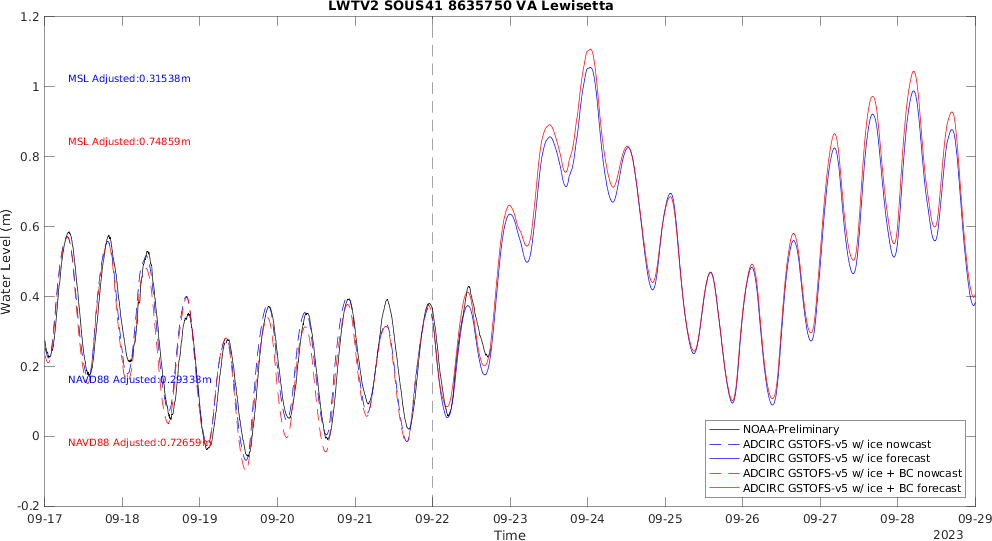 LWTV2 SOUS41 8635750 VA Lewisetta
1.2
1
0.8
0.6
0.4
0.2
0
-0.2
Water Level (m)
MSL Adjusted:0.31538m
MSL Adjusted:0.74859m
NAVD88 Adjusted:0.29338m
NAVD88 Adjusted:0.72659m
NOAA-Preliminary
ADCIRC GSTOFS-v5 w/ ice nowcast
ADCIRC GSTOFS-v5 w/ ice forecast
ADCIRC GSTOFS-v5 w/ ice + BC nowcast
ADCIRC GSTOFS-v5 w/ ice + BC forecast
09-17 09-18 09-19 09-20 09-21 09-22 09-23 09-24 09-25 09-26 09-27 09-28 09-29
Time
2023